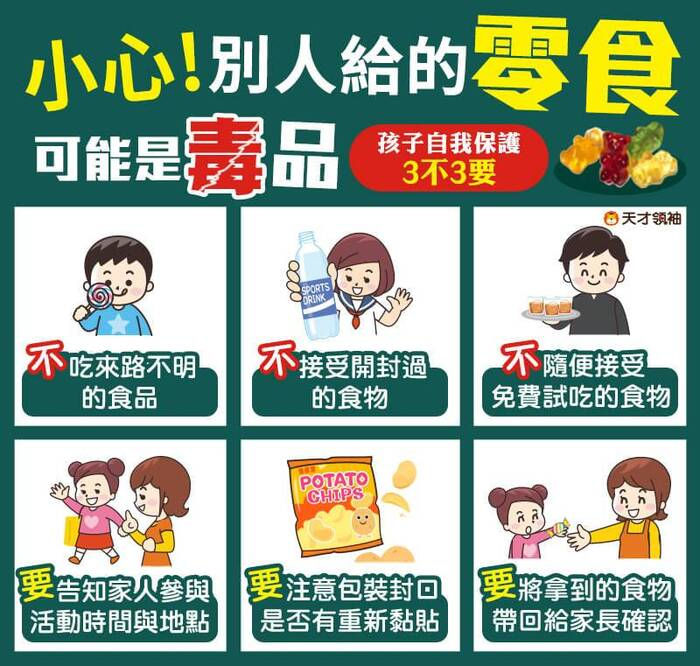 小心!別人給的零食
可能是毒品
孩子自我保護
3不3要
天才領袖
不吃來路不明
的食品
SPORTS
DRINK
不接受開封過
的食物
不隨便接受
免費試吃的食物
要告知家人參與
活動時間與地點
POTATO
CHIPS
要注意包裝封口
是否有重新黏貼
要將拿到的食物
帶回給家長確認